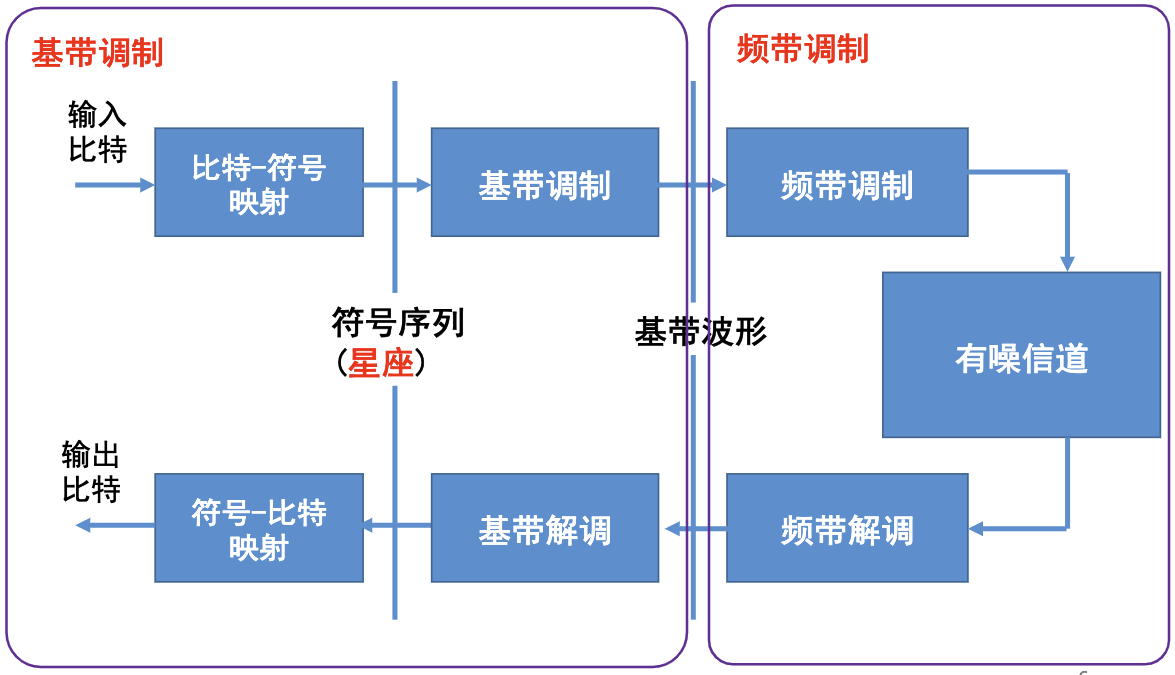 基带调制
频带调制
输入
比特
比特-符号
映射
基带调制
频带调制
符号序列
（星座）
基带波形
有噪信道
输出
比特
符号-比特
映射
基带解调
频带解调